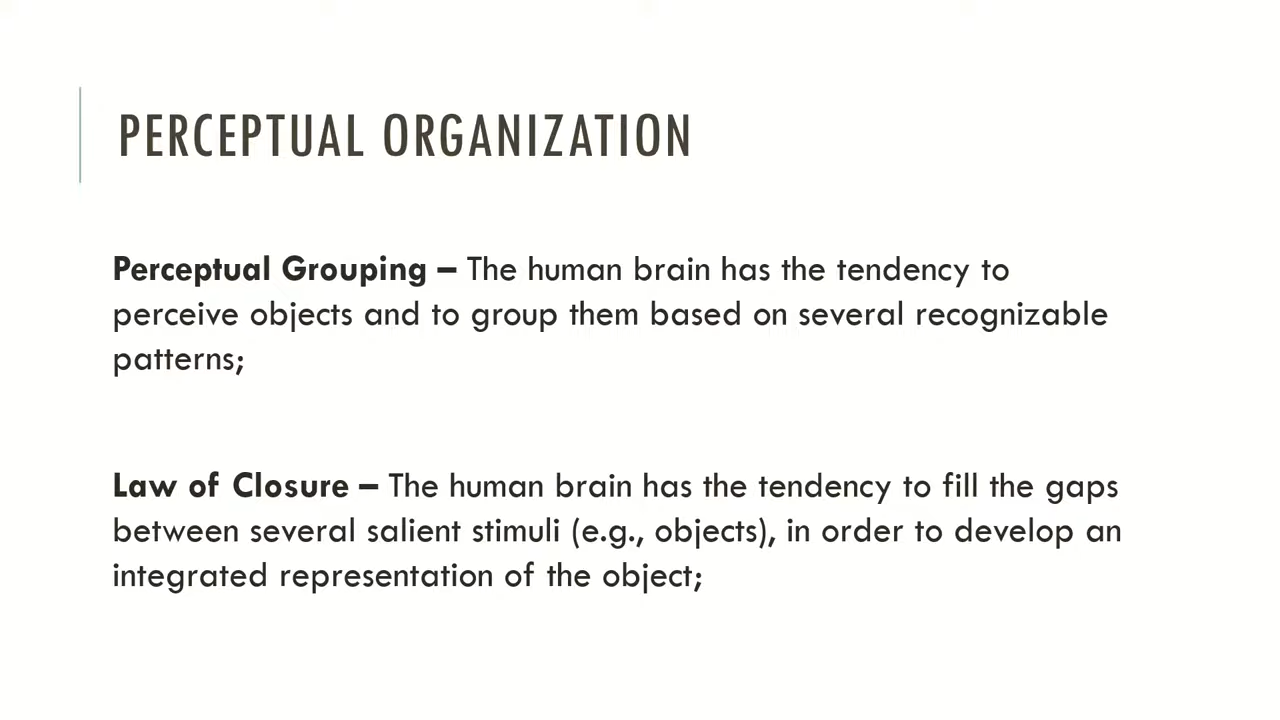 PERCEPTUAL ORGANIZATION
Perceptual Grouping – The human brain has the tendency to
perceive objects and to group them based on several recognizable
patterns;
Law of Closure – The human brain has the tendency to fill the gaps
between several salient stimuli (e.g., objects), in order to develop an
integrated representation of the object;